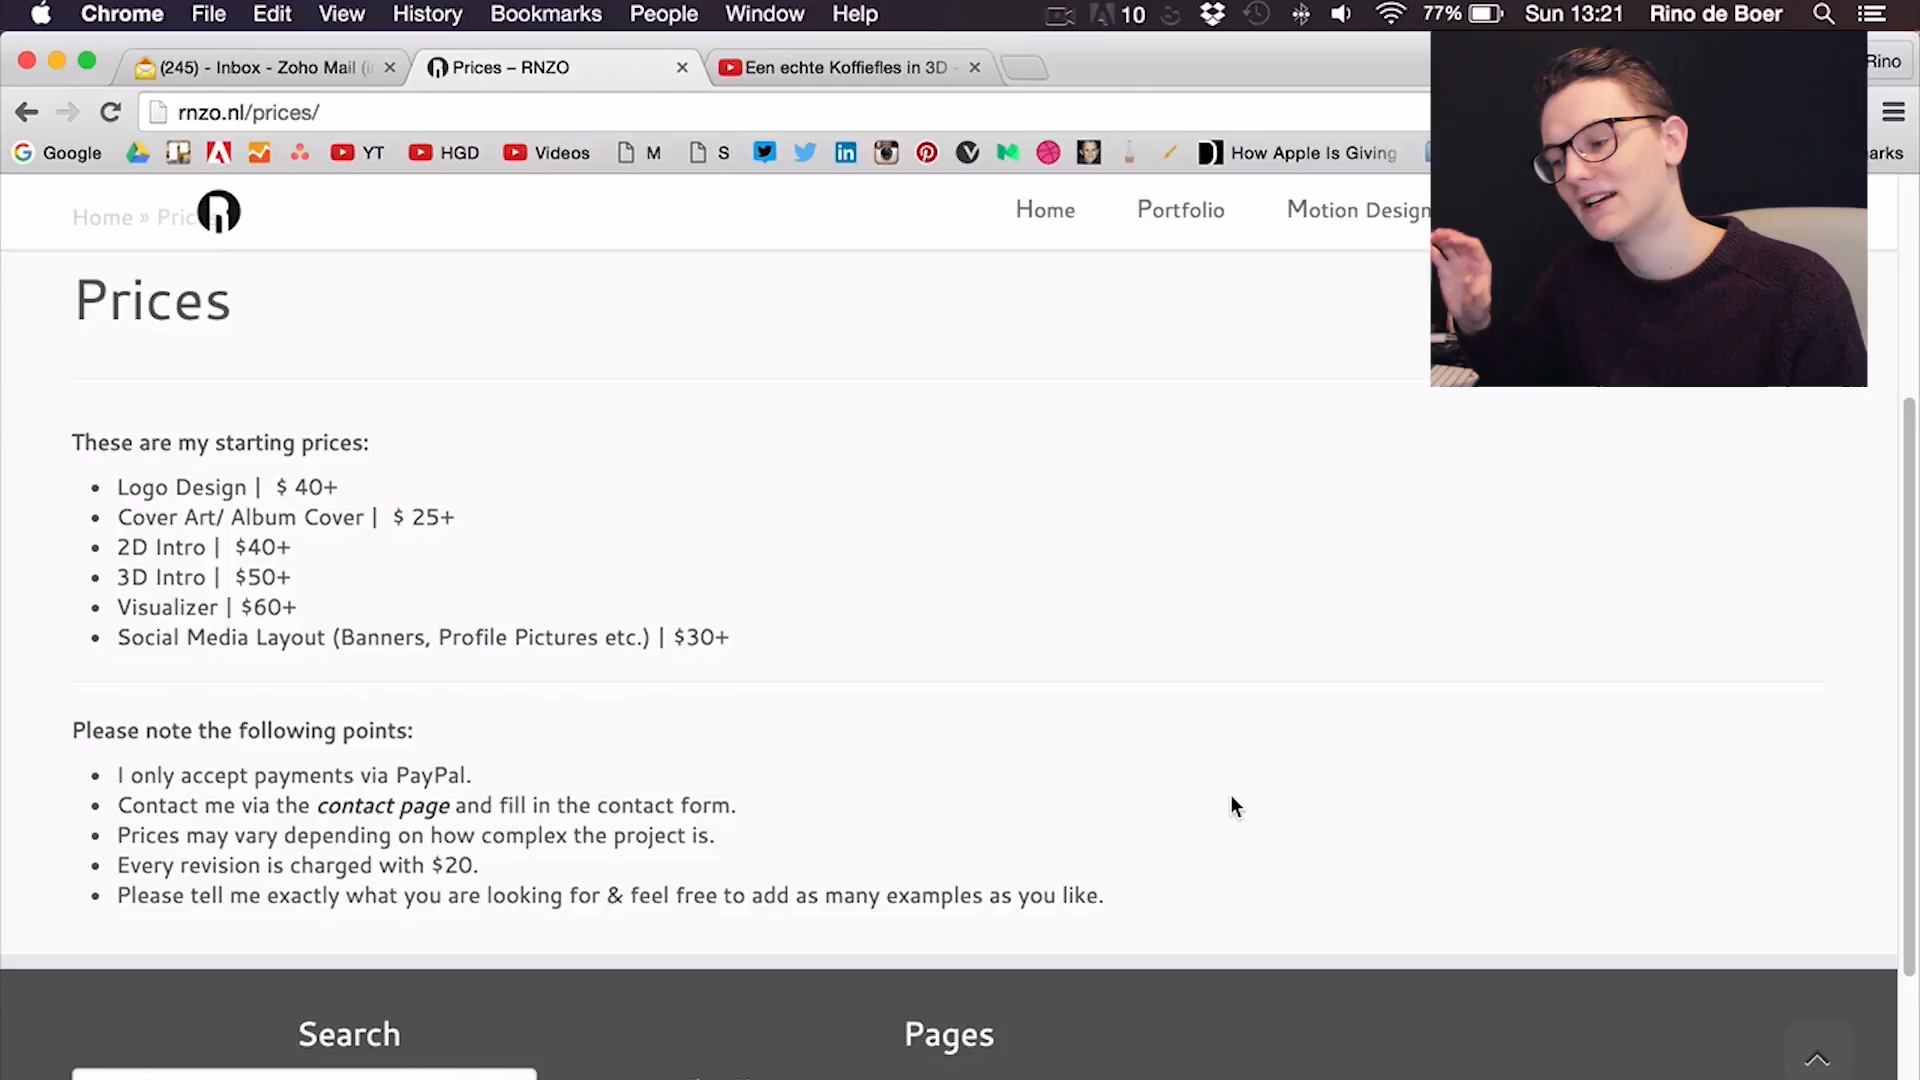 Chrome File Edit View History Bookmarks People Window Help 10 77% Sun 13:21 Rino de Boer
(245) - Inbox - Zoho Mail (i
Prices – RNZO
Een echte Koffiefles in 3D -
Rino
rnzo.nl/prices/
Google YT HGD Videos M S How Apple Is Giving arks
Home » Pric
Home Portfolio Motion Design
Prices
These are my starting prices:
• Logo Design | $ 40+
• Cover Art/ Album Cover | $ 25+
• 2D Intro | $40+
• 3D Intro | $50+
• Visualizer | $60+
• Social Media Layout (Banners, Profile Pictures etc.) | $30+
Please note the following points:
• I only accept payments via PayPal.
• Contact me via the contact page and fill in the contact form.
• Prices may vary depending on how complex the project is.
• Every revision is charged with $20.
• Please tell me exactly what you are looking for & feel free to add as many examples as you like.
Search Pages